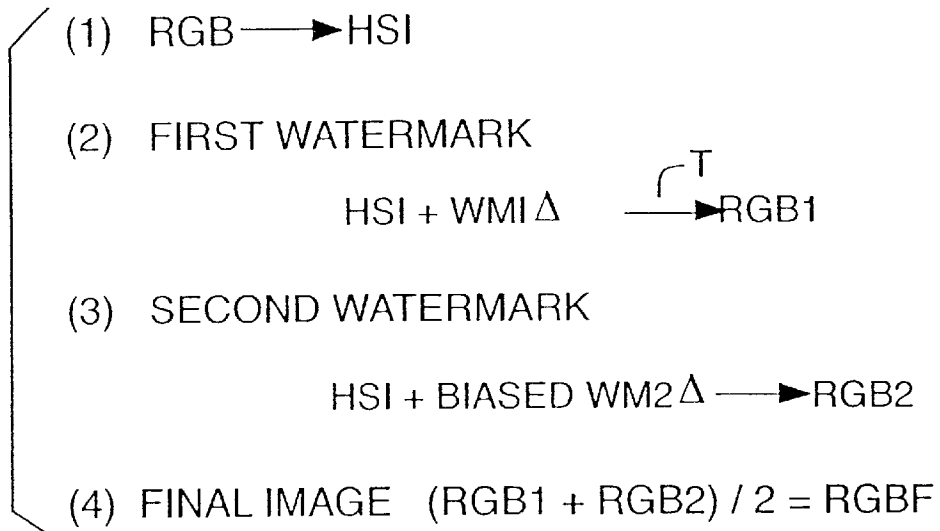 (1) RGB → HSI
(2) FIRST WATERMARK
T
HSI + WMI Δ → RGB1
(3) SECOND WATERMARK
HSI + BIASED WM2 Δ → RGB2
(4) FINAL IMAGE (RGB1 + RGB2) / 2 = RGBF